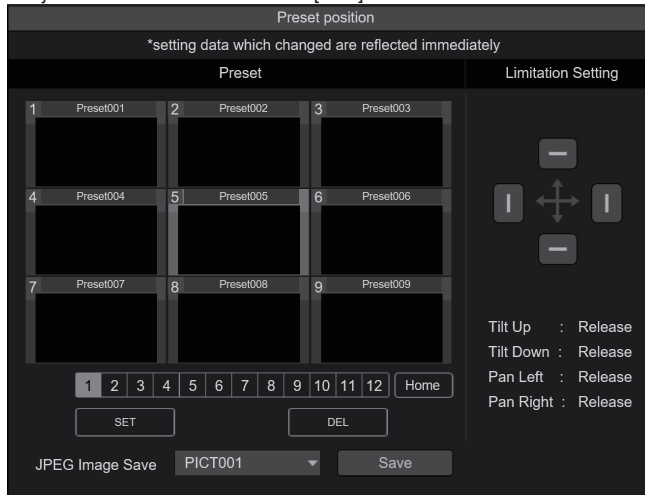 Preset position
*setting data which changed are reflected immediately
Preset
Limitation Setting
1 Preset001 2 Preset002 3 Preset003
4 Preset004 5 Preset005 6 Preset006
7 Preset007 8 Preset008 9 Preset009
1 2 3 4 5 6 7 8 9 10 11 12 Home
SET DEL
JPEG Image Save PICT001 Save
Tilt Up : Release
Tilt Down : Release
Pan Left : Release
Pan Right : Release